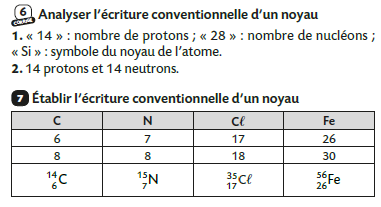 6 Analyser l'écriture conventionnelle d'un noyau
CORRIGÉ
1. « 14 » : nombre de protons ; « 28 » : nombre de nucléons ;
« Si » : symbole du noyau de l'atome.
2. 14 protons et 14 neutrons.
7 Établir l'écriture conventionnelle d'un noyau
C N Cℓ Fe
6 7 17 26
8 8 18 30
¹⁴₆C ¹⁵₇N ³⁵₁₇Cℓ ⁵⁶₂₆Fe